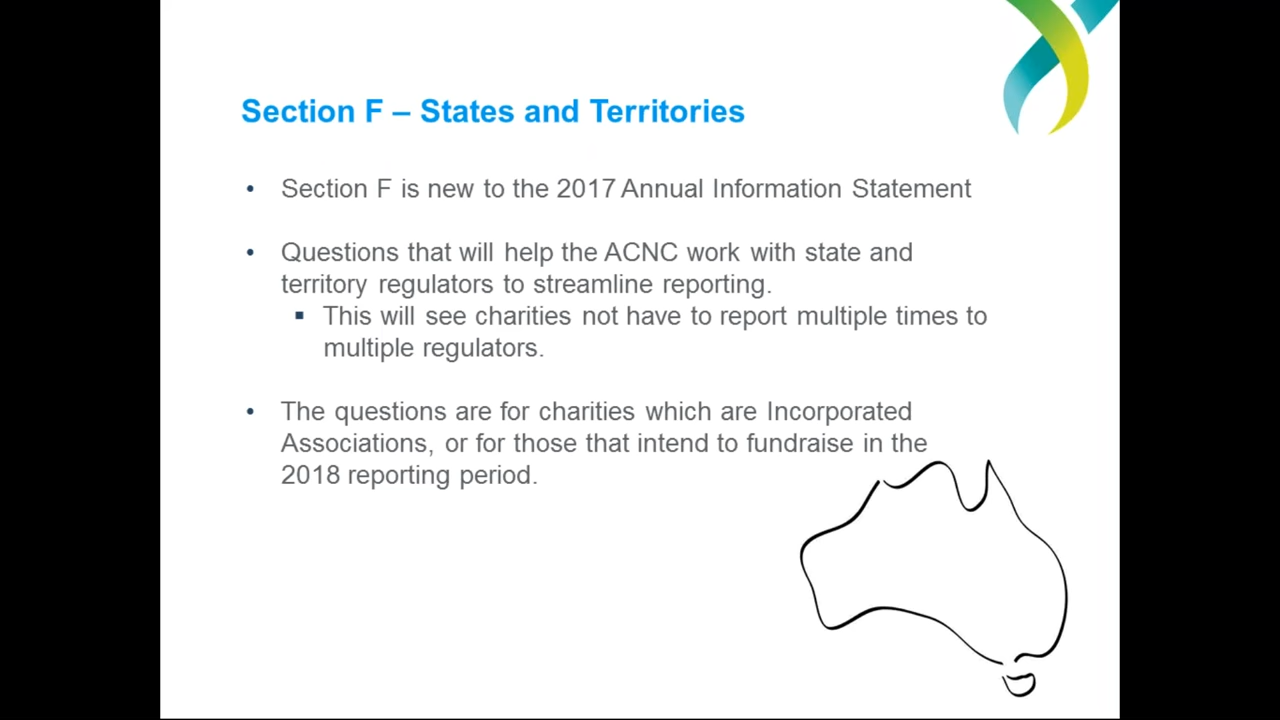 Section F – States and Territories
• Section F is new to the 2017 Annual Information Statement
• Questions that will help the ACNC work with state and
territory regulators to streamline reporting.
▪ This will see charities not have to report multiple times to
multiple regulators.
• The questions are for charities which are Incorporated
Associations, or for those that intend to fundraise in the
2018 reporting period.